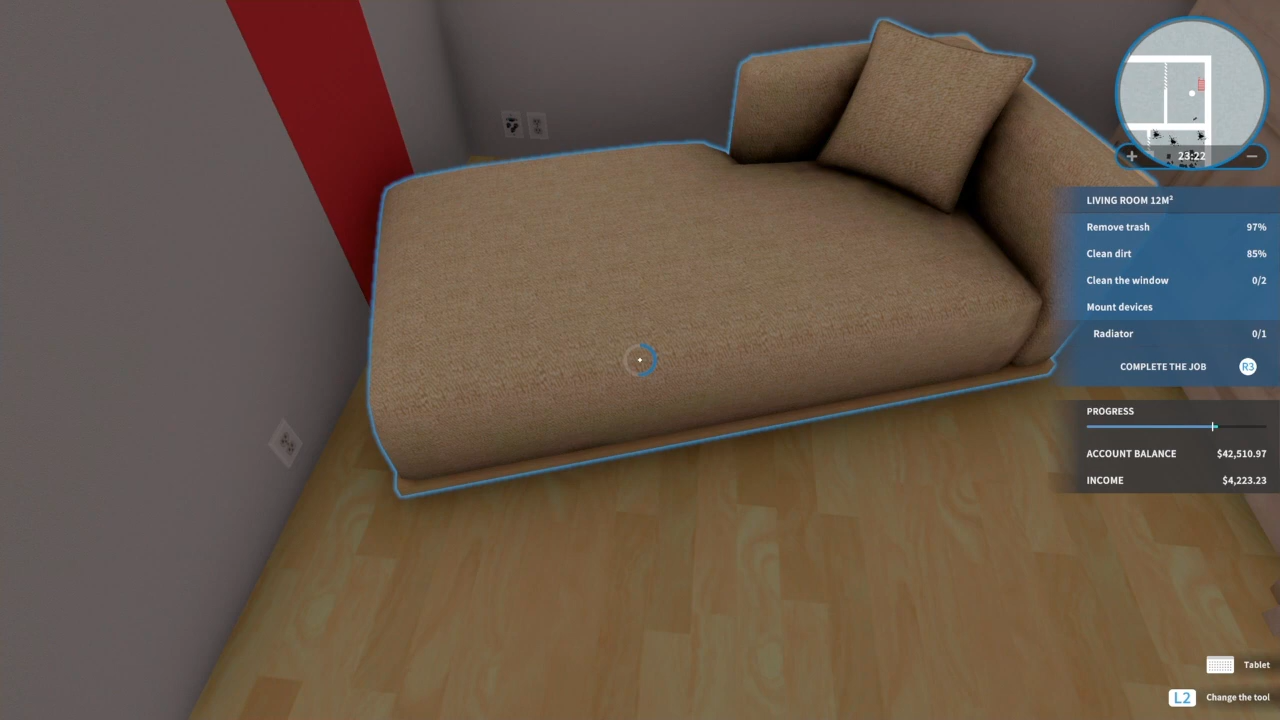 23:22
LIVING ROOM 12M²
Remove trash 97%
Clean dirt 85%
Clean the window 0/2
Mount devices
Radiator 0/1
COMPLETE THE JOB R3
PROGRESS
ACCOUNT BALANCE $42,510.97
INCOME $4,223.23
Tablet
L2 Change the tool